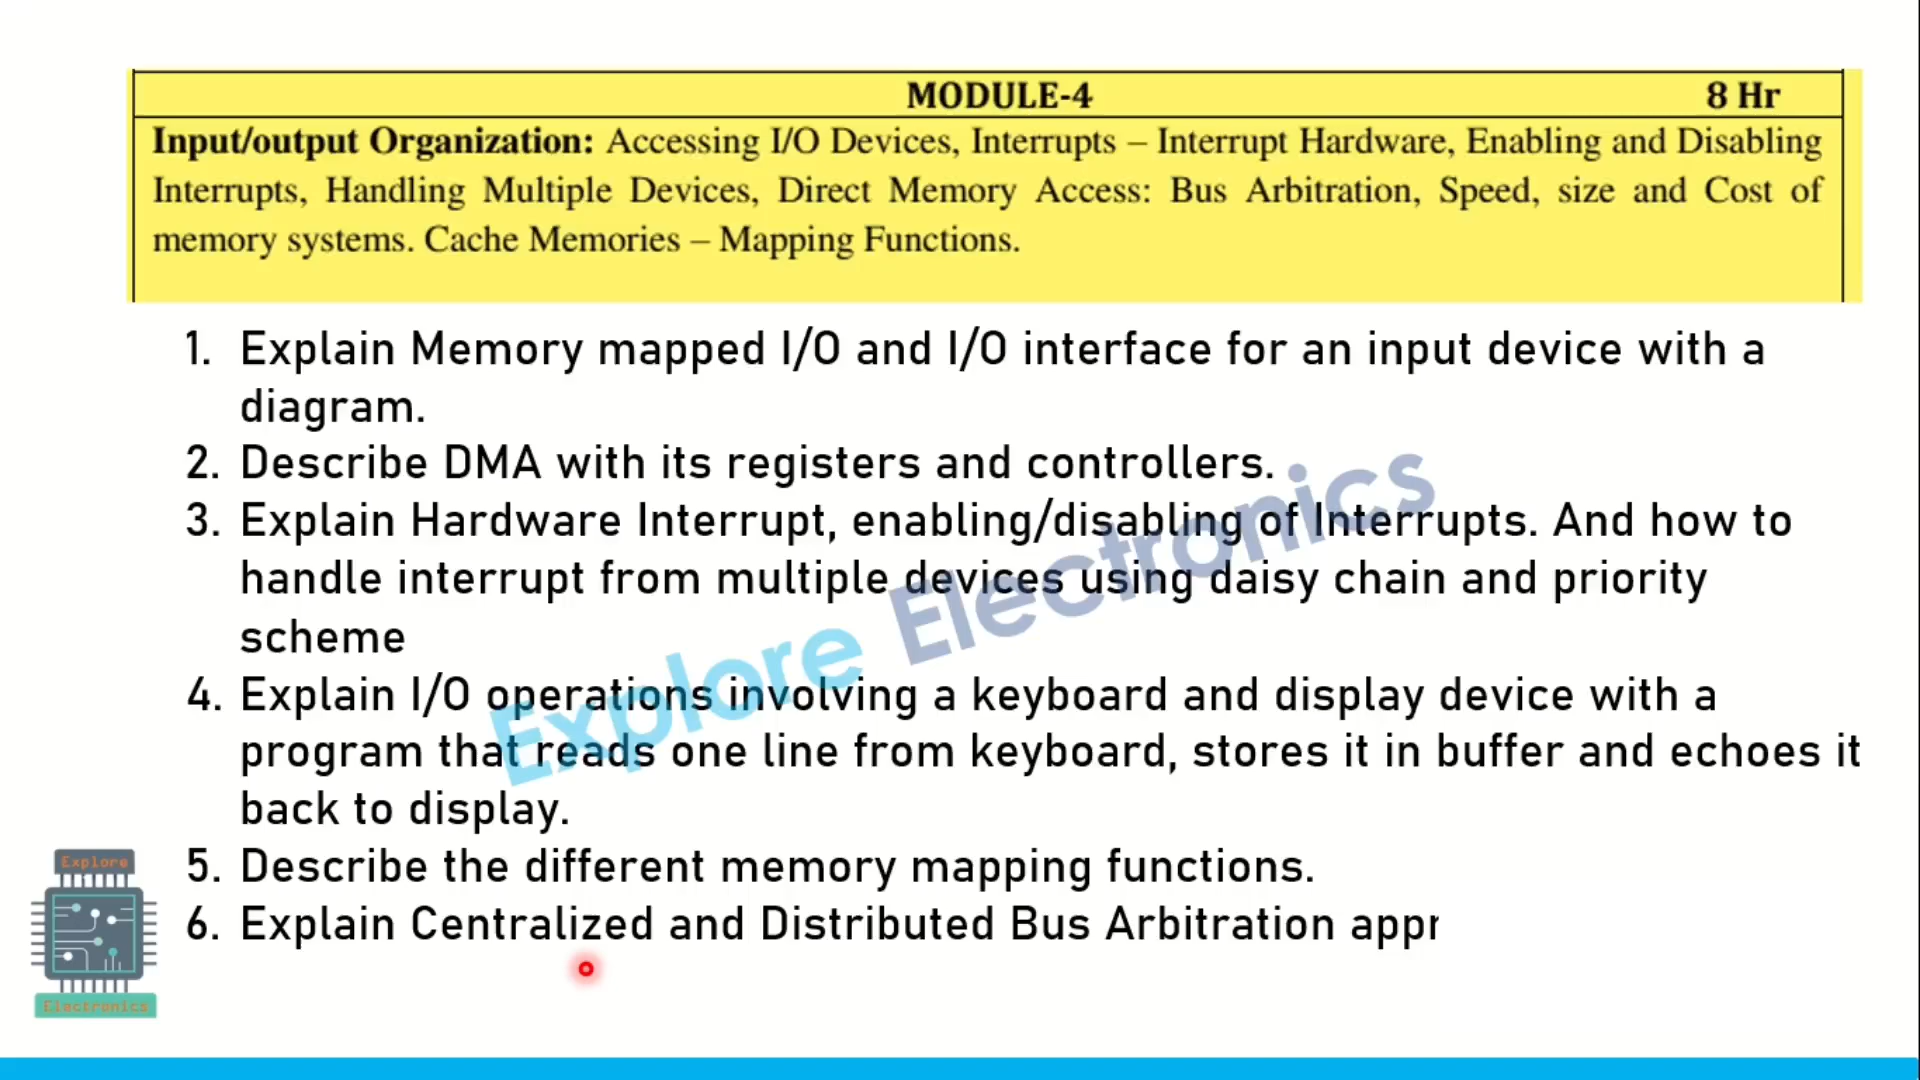 MODULE-4 8 Hr
Input/output Organization: Accessing I/O Devices, Interrupts – Interrupt Hardware, Enabling and Disabling
Interrupts, Handling Multiple Devices, Direct Memory Access: Bus Arbitration, Speed, size and Cost of
memory systems. Cache Memories – Mapping Functions.
1. Explain Memory mapped I/O and I/O interface for an input device with a
diagram.
2. Describe DMA with its registers and controllers.
3. Explain Hardware Interrupt, enabling/disabling of Interrupts. And how to
handle interrupt from multiple devices using daisy chain and priority
scheme
4. Explain I/O operations involving a keyboard and display device with a
program that reads one line from keyboard, stores it in buffer and echoes it
back to display.
5. Describe the different memory mapping functions.
6. Explain Centralized and Distributed Bus Arbitration appr
Explore Electronics
Explore
Electronics